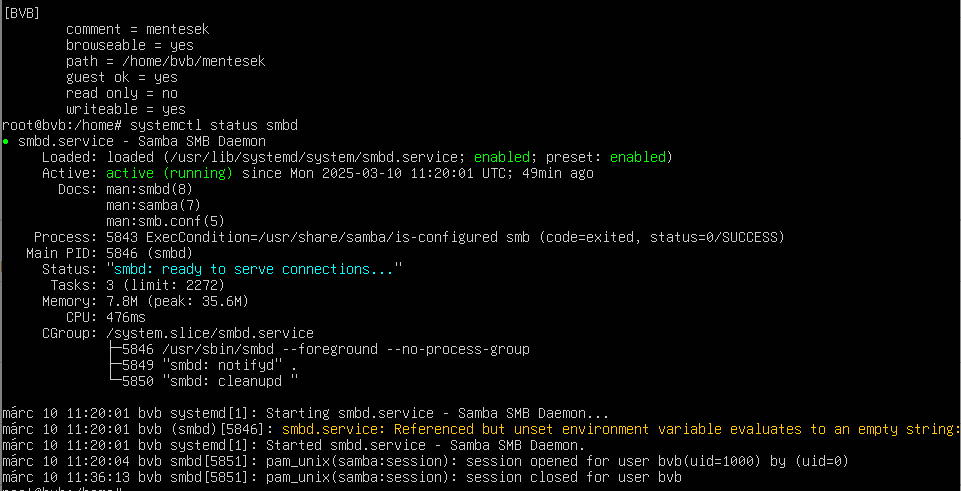 [BVB]
comment = mentesek
browseable = yes
path = /home/bvb/mentesek
guest ok = yes
read only = no
writeable = yes
root@bvb:/home# systemctl status smbd
● smbd.service - Samba SMB Daemon
Loaded: loaded (/usr/lib/systemd/system/smbd.service; enabled; preset: enabled)
Active: active (running) since Mon 2025-03-10 11:20:01 UTC; 49min ago
Docs: man:smbd(8)
man:samba(7)
man:smb.conf(5)
Process: 5843 ExecCondition=/usr/share/samba/is-configured smb (code=exited, status=0/SUCCESS)
Main PID: 5846 (smbd)
Status: "smbd: ready to serve connections..."
Tasks: 3 (limit: 2272)
Memory: 7.8M (peak: 35.6M)
CPU: 476ms
CGroup: /system.slice/smbd.service
├─5846 /usr/sbin/smbd --foreground --no-process-group
├─5849 "smbd: notifyd" .
└─5850 "smbd: cleanupd "
márc 10 11:20:01 bvb systemd[1]: Starting smbd.service - Samba SMB Daemon...
márc 10 11:20:01 bvb (smbd)[5846]: smbd.service: Referenced but unset environment variable evaluates to an empty string:
márc 10 11:20:01 bvb systemd[1]: Started smbd.service - Samba SMB Daemon.
márc 10 11:20:04 bvb smbd[5851]: pam_unix(samba:session): session opened for user bvb(uid=1000) by (uid=0)
márc 10 11:36:13 bvb smbd[5851]: pam_unix(samba:session): session closed for user bvb
root@bvb:/home#